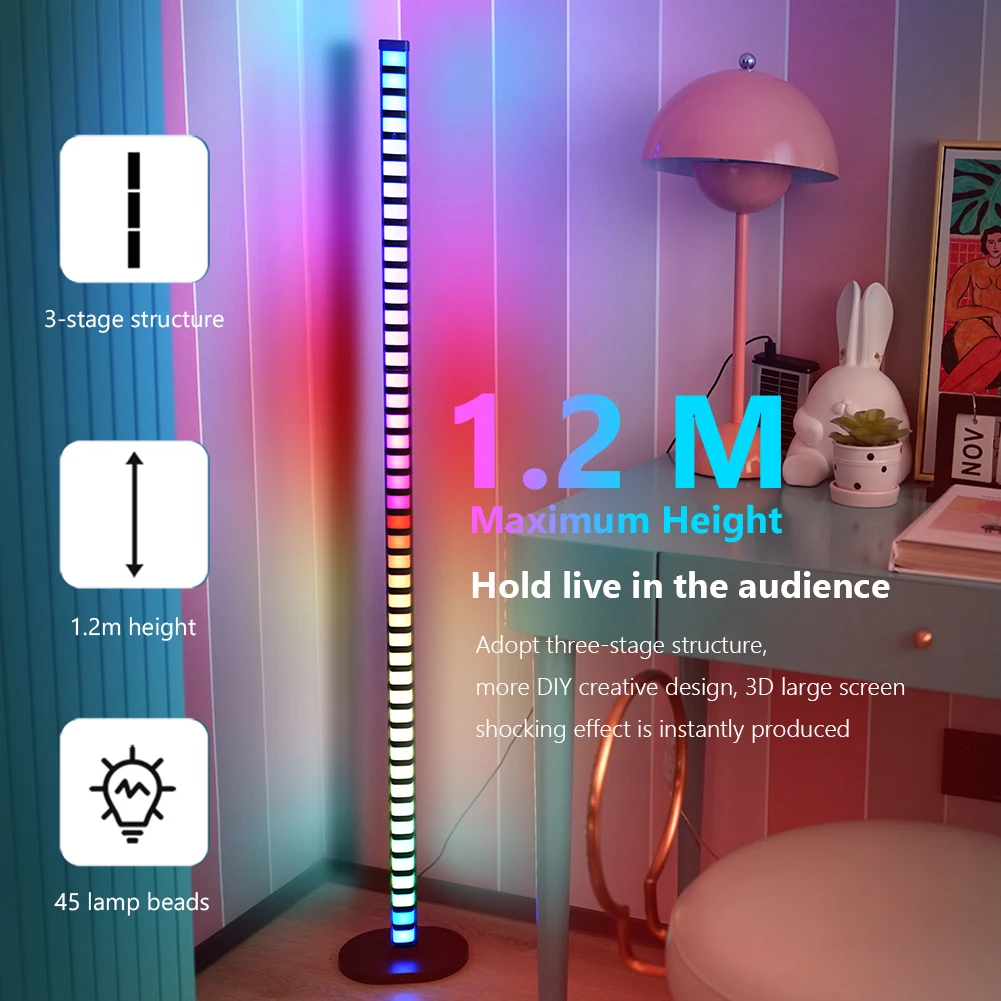 3-stage structure
1.2m height
45 lamp beads
1.2 M
Maximum Height
Hold live in the audience
Adopt three-stage structure,
more DIY creative design, 3D large screen
shocking effect is instantly produced
NOV